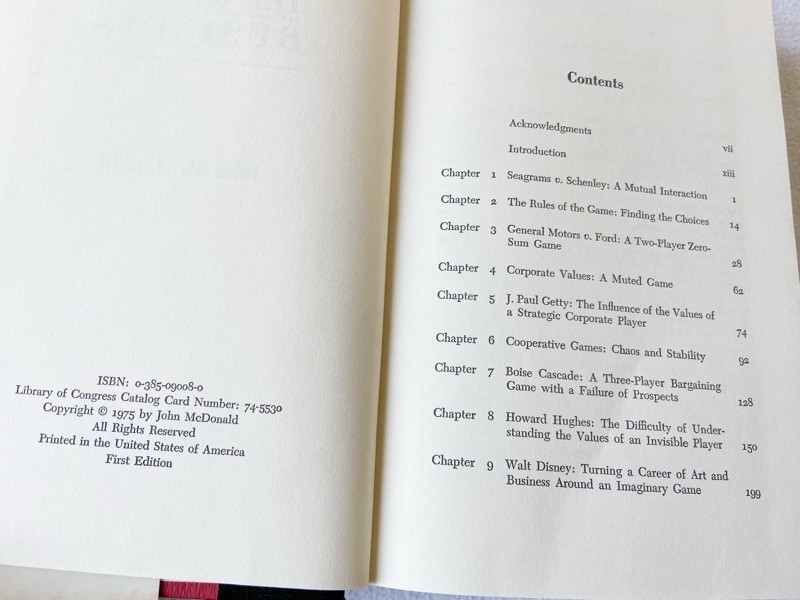 ISBN: 0-385-09008-0
Library of Congress Catalog Card Number: 74-5530
Copyright © 1975 by John McDonald
All Rights Reserved
Printed in the United States of America
First Edition
Contents
Acknowledgments vii
Introduction xiii
Chapter 1 Seagrams v. Schenley: A Mutual Interaction 1
Chapter 2 The Rules of the Game: Finding the Choices 14
Chapter 3 General Motors v. Ford: A Two-Player Zero-
Sum Game 28
Chapter 4 Corporate Values: A Muted Game 62
Chapter 5 J. Paul Getty: The Influence of the Values of
a Strategic Corporate Player 74
Chapter 6 Cooperative Games: Chaos and Stability 92
Chapter 7 Boise Cascade: A Three-Player Bargaining
Game with a Failure of Prospects 128
Chapter 8 Howard Hughes: The Difficulty of Under-
standing the Values of an Invisible Player 150
Chapter 9 Walt Disney: Turning a Career of Art and
Business Around an Imaginary Game 199